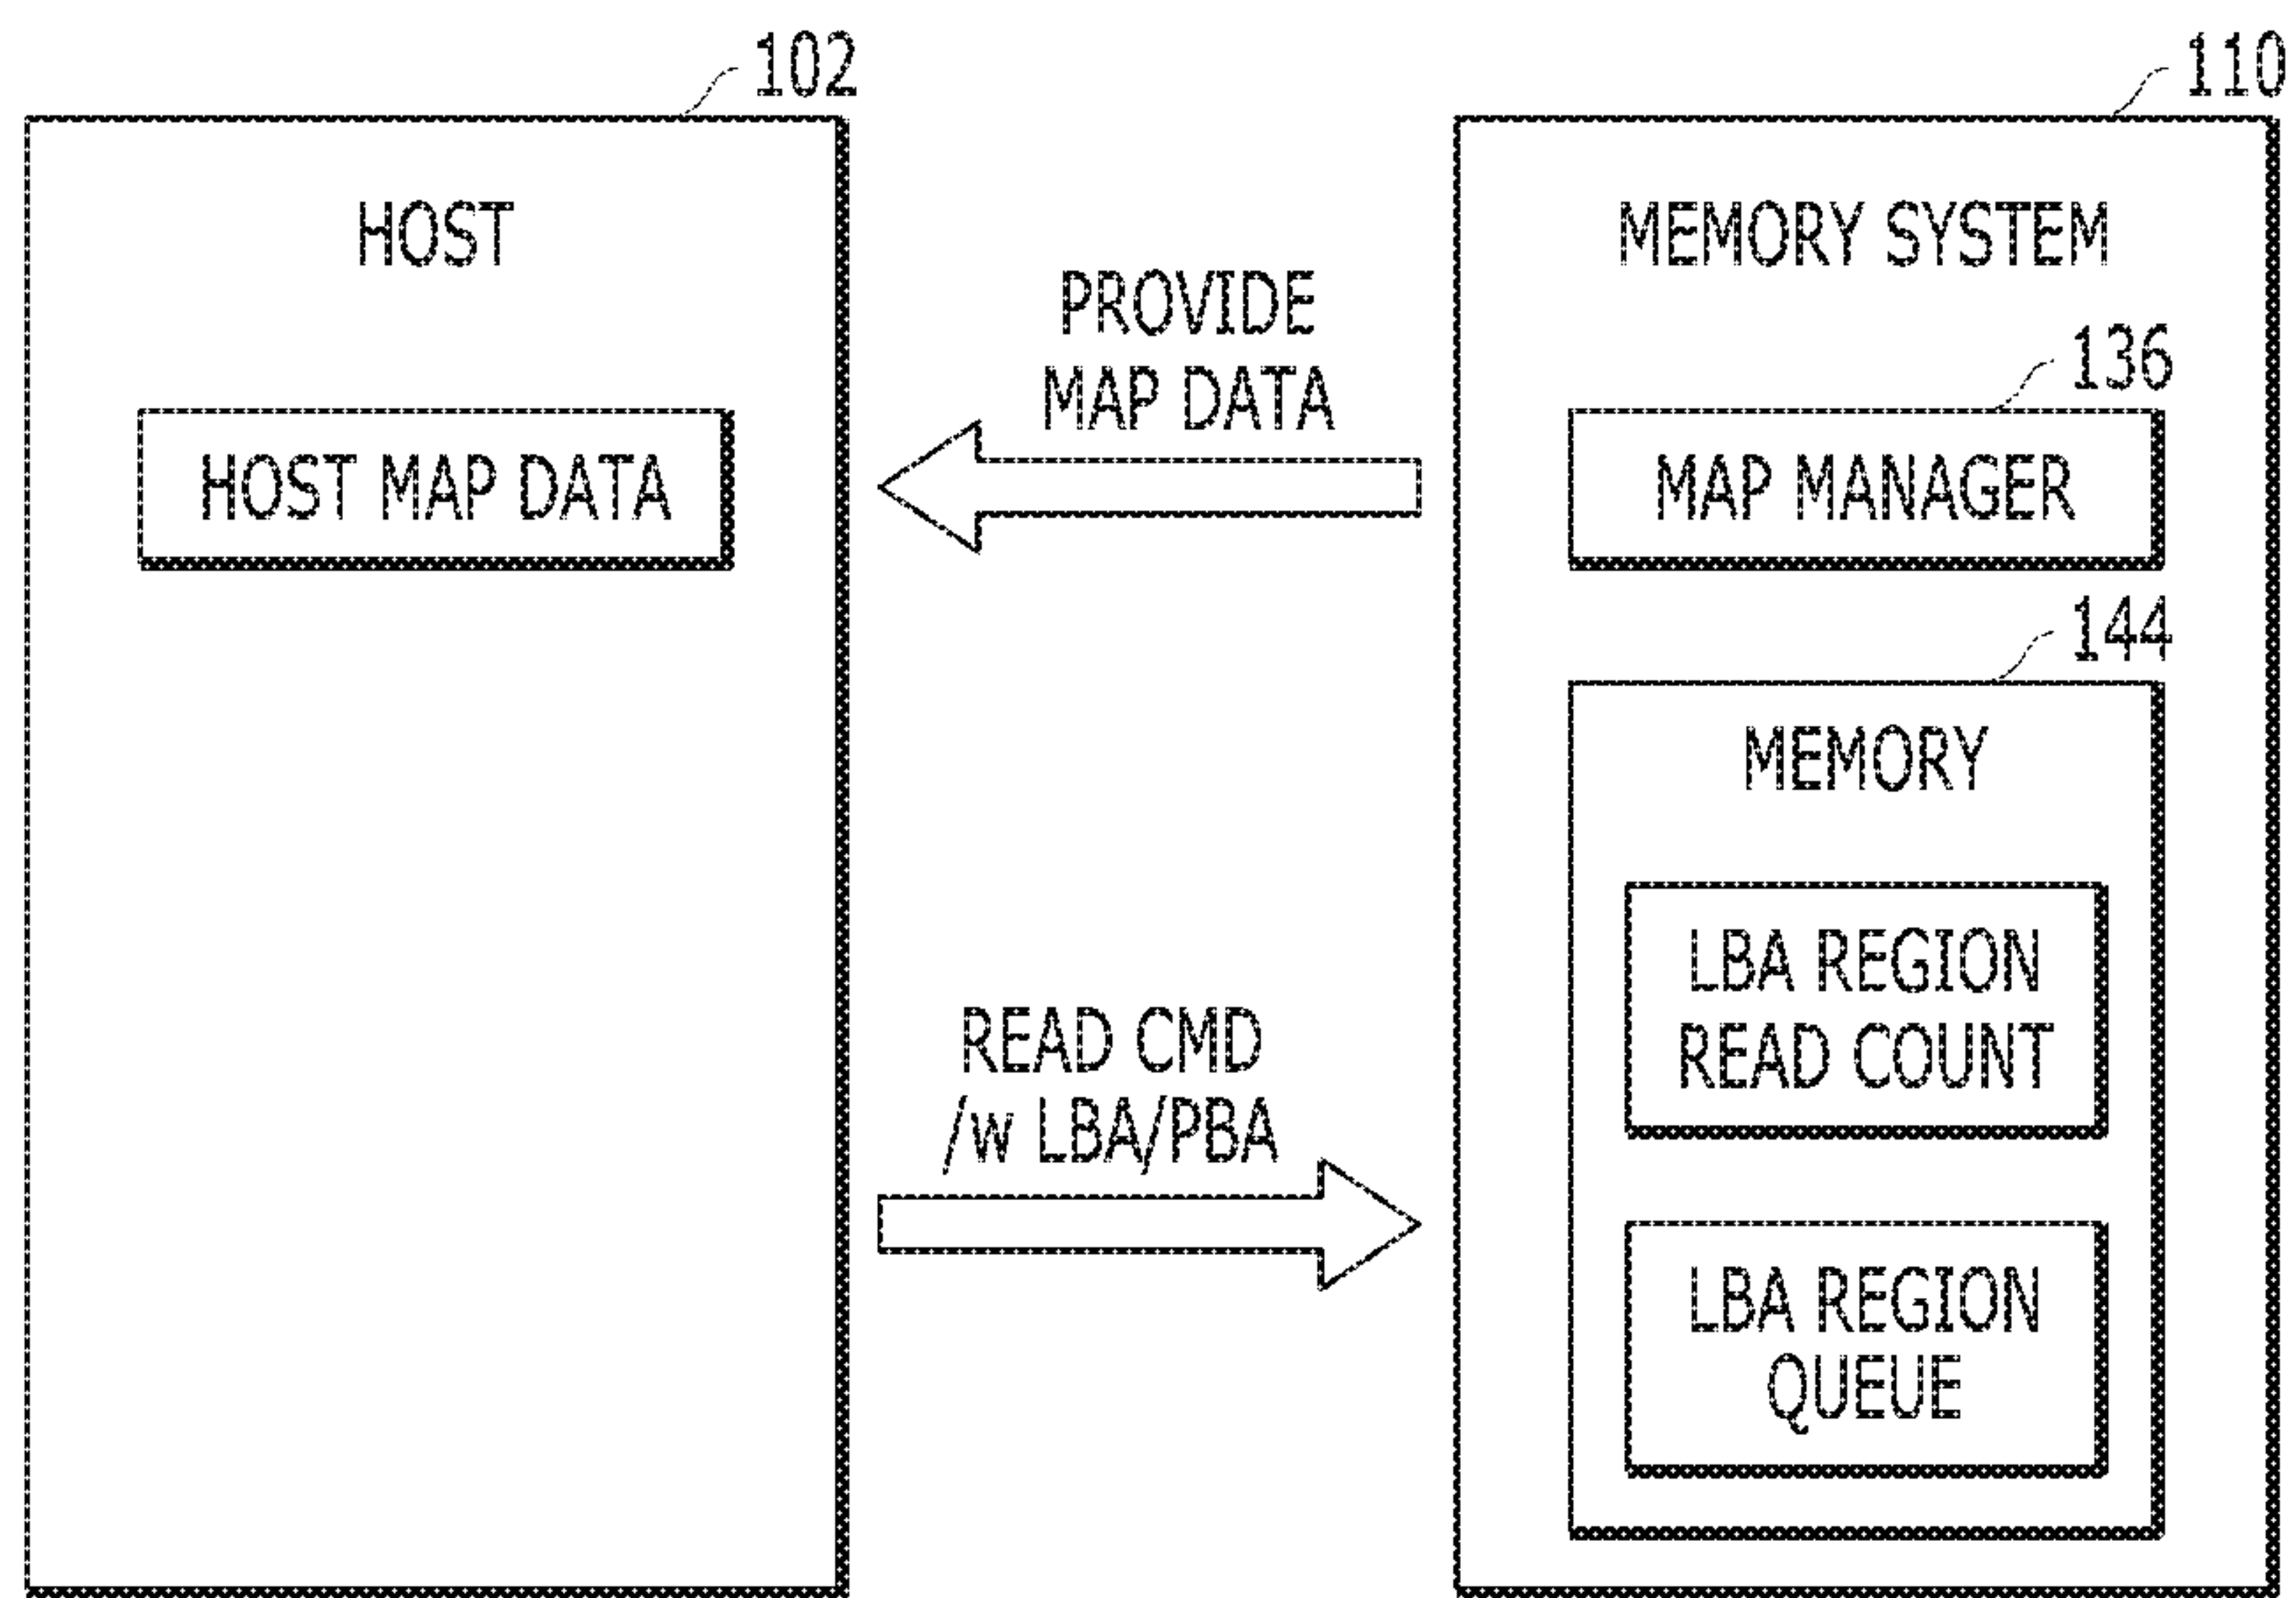 102
110
HOST
MEMORY SYSTEM
PROVIDE
MAP DATA
136
HOST MAP DATA
MAP MANAGER
144
MEMORY
LBA REGION
READ COUNT
READ CMD
/w LBA/PBA
LBA REGION
QUEUE